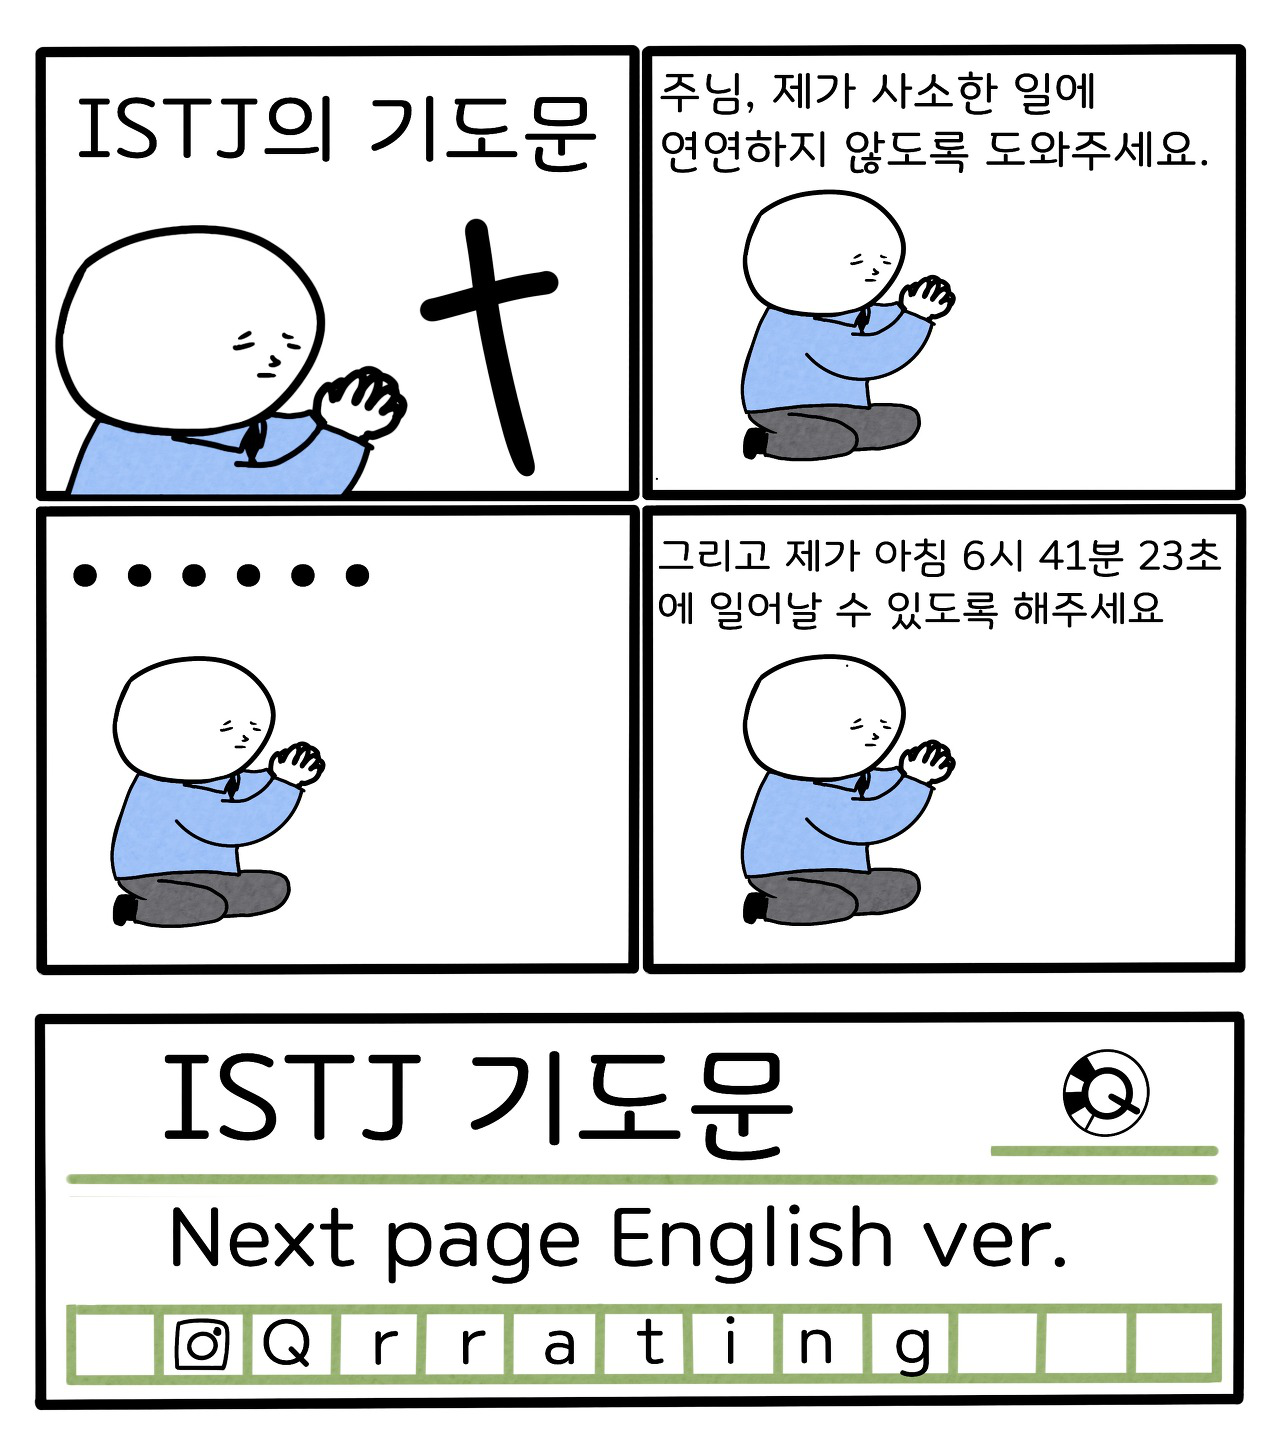 ISTJ의 기도문
주님, 제가 사소한 일에
연연하지 않도록 도와주세요.
● ● ● ● ● ●
그리고 제가 아침 6시 41분 23초
에 일어날 수 있도록 해주세요
ISTJ 기도문
Q
Next page English ver.
Qrrating